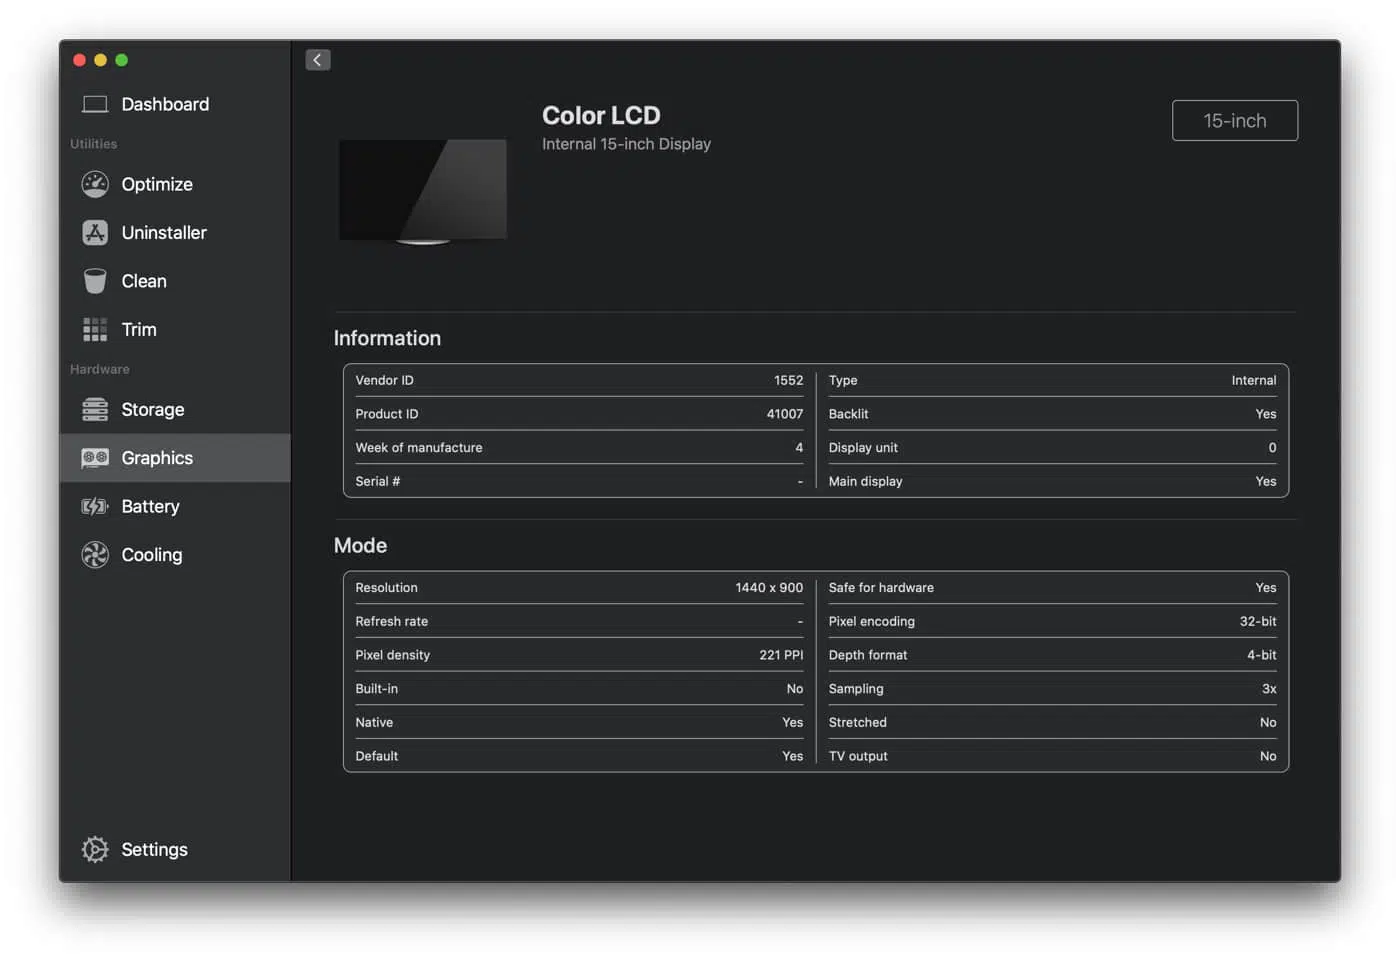 Dashboard
Utilities
Optimize
Uninstaller
Clean
Trim
Hardware
Storage
Graphics
Battery
Cooling
Settings
Color LCD
Internal 15-inch Display
15-inch
Information
Vendor ID 1552
Product ID 41007
Week of manufacture 4
Serial # -
Type Internal
Backlit Yes
Display unit 0
Main display Yes
Mode
Resolution 1440 x 900
Refresh rate -
Pixel density 221 PPI
Built-in No
Native Yes
Default Yes
Safe for hardware Yes
Pixel encoding 32-bit
Depth format 4-bit
Sampling 3x
Stretched No
TV output No